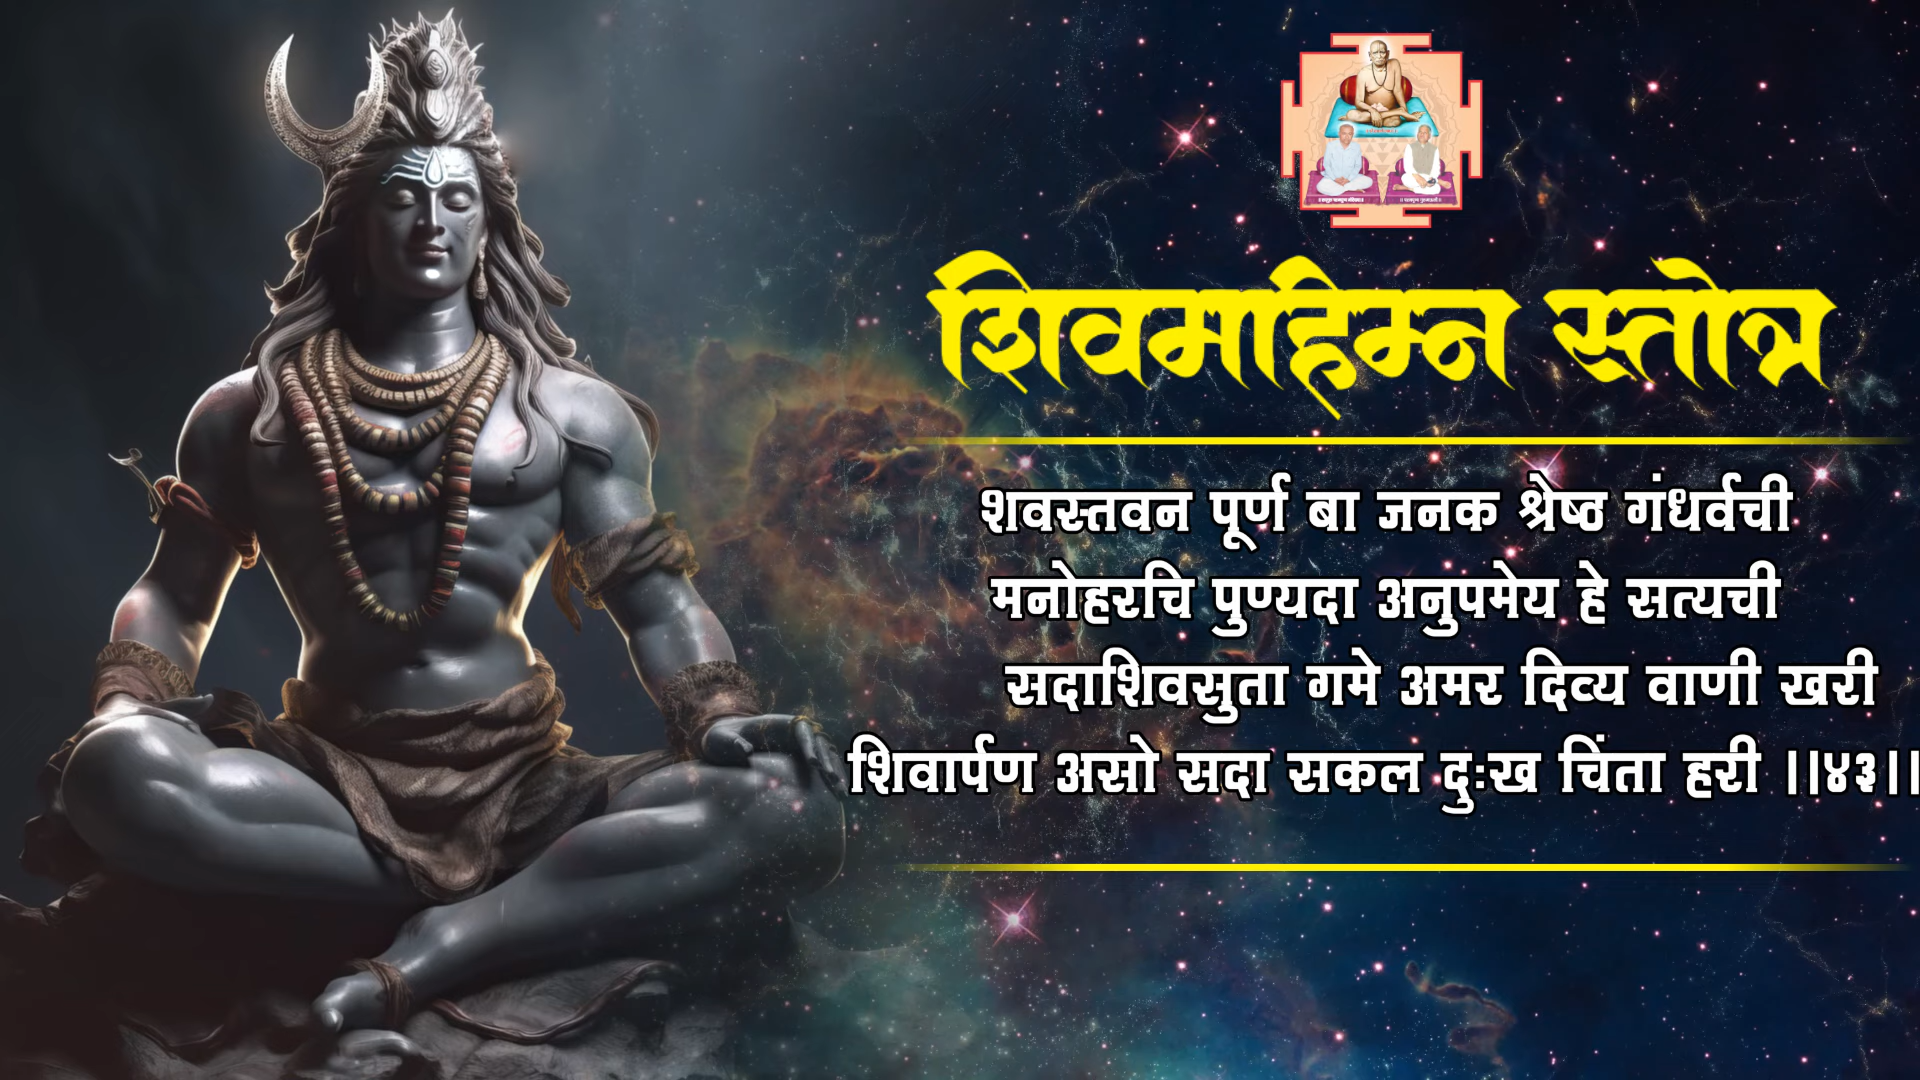 शिवमहिम्न स्तोत्र
शवस्तवन पूर्ण बा जनक श्रेष्ठ गंधर्वची
मनोहरचि पुण्यदा अनुपमेय हे सत्यची
सदाशिवसुता गमे अमर दिव्य वाणी खरी
शिवार्पण असो सदा सकल दुःख चिंता हरी ||४३||